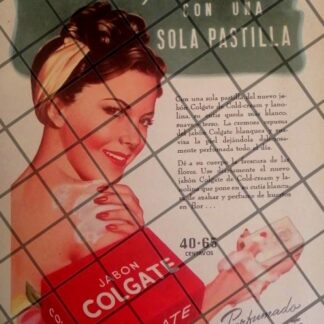 CON UNA
SOLA PASTILLA
Con una sola pastilla del nuevo ja-
bón Colgate de Cold-cream y lano-
lina, su cutis queda más blanco,
suave y terso. La cremosa espuma
del Jabón Colgate blanquea y sua-
viza la piel dejándola
mente perfumada todo el día.
Dé a su cuerpo la frescura de las
flores. Use diariamente el nuevo
jabón Colgate de Cold-cream y la-
nolina que pone en su cutis blancu-
ra de azahar y perfume de huertos
en flor...
40 · 65
CENTAVOS
JABON
COLGATE
Perfumado